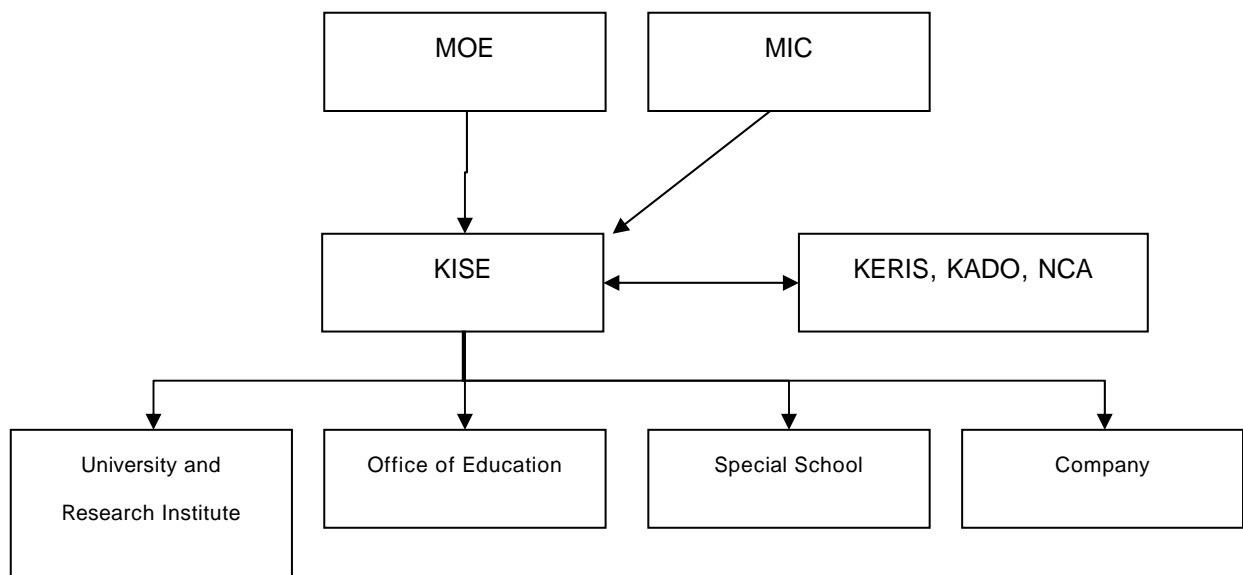 MOE
MIC
KISE
KERIS, KADO, NCA
University and
Research Institute
Office of Education
Special School
Company